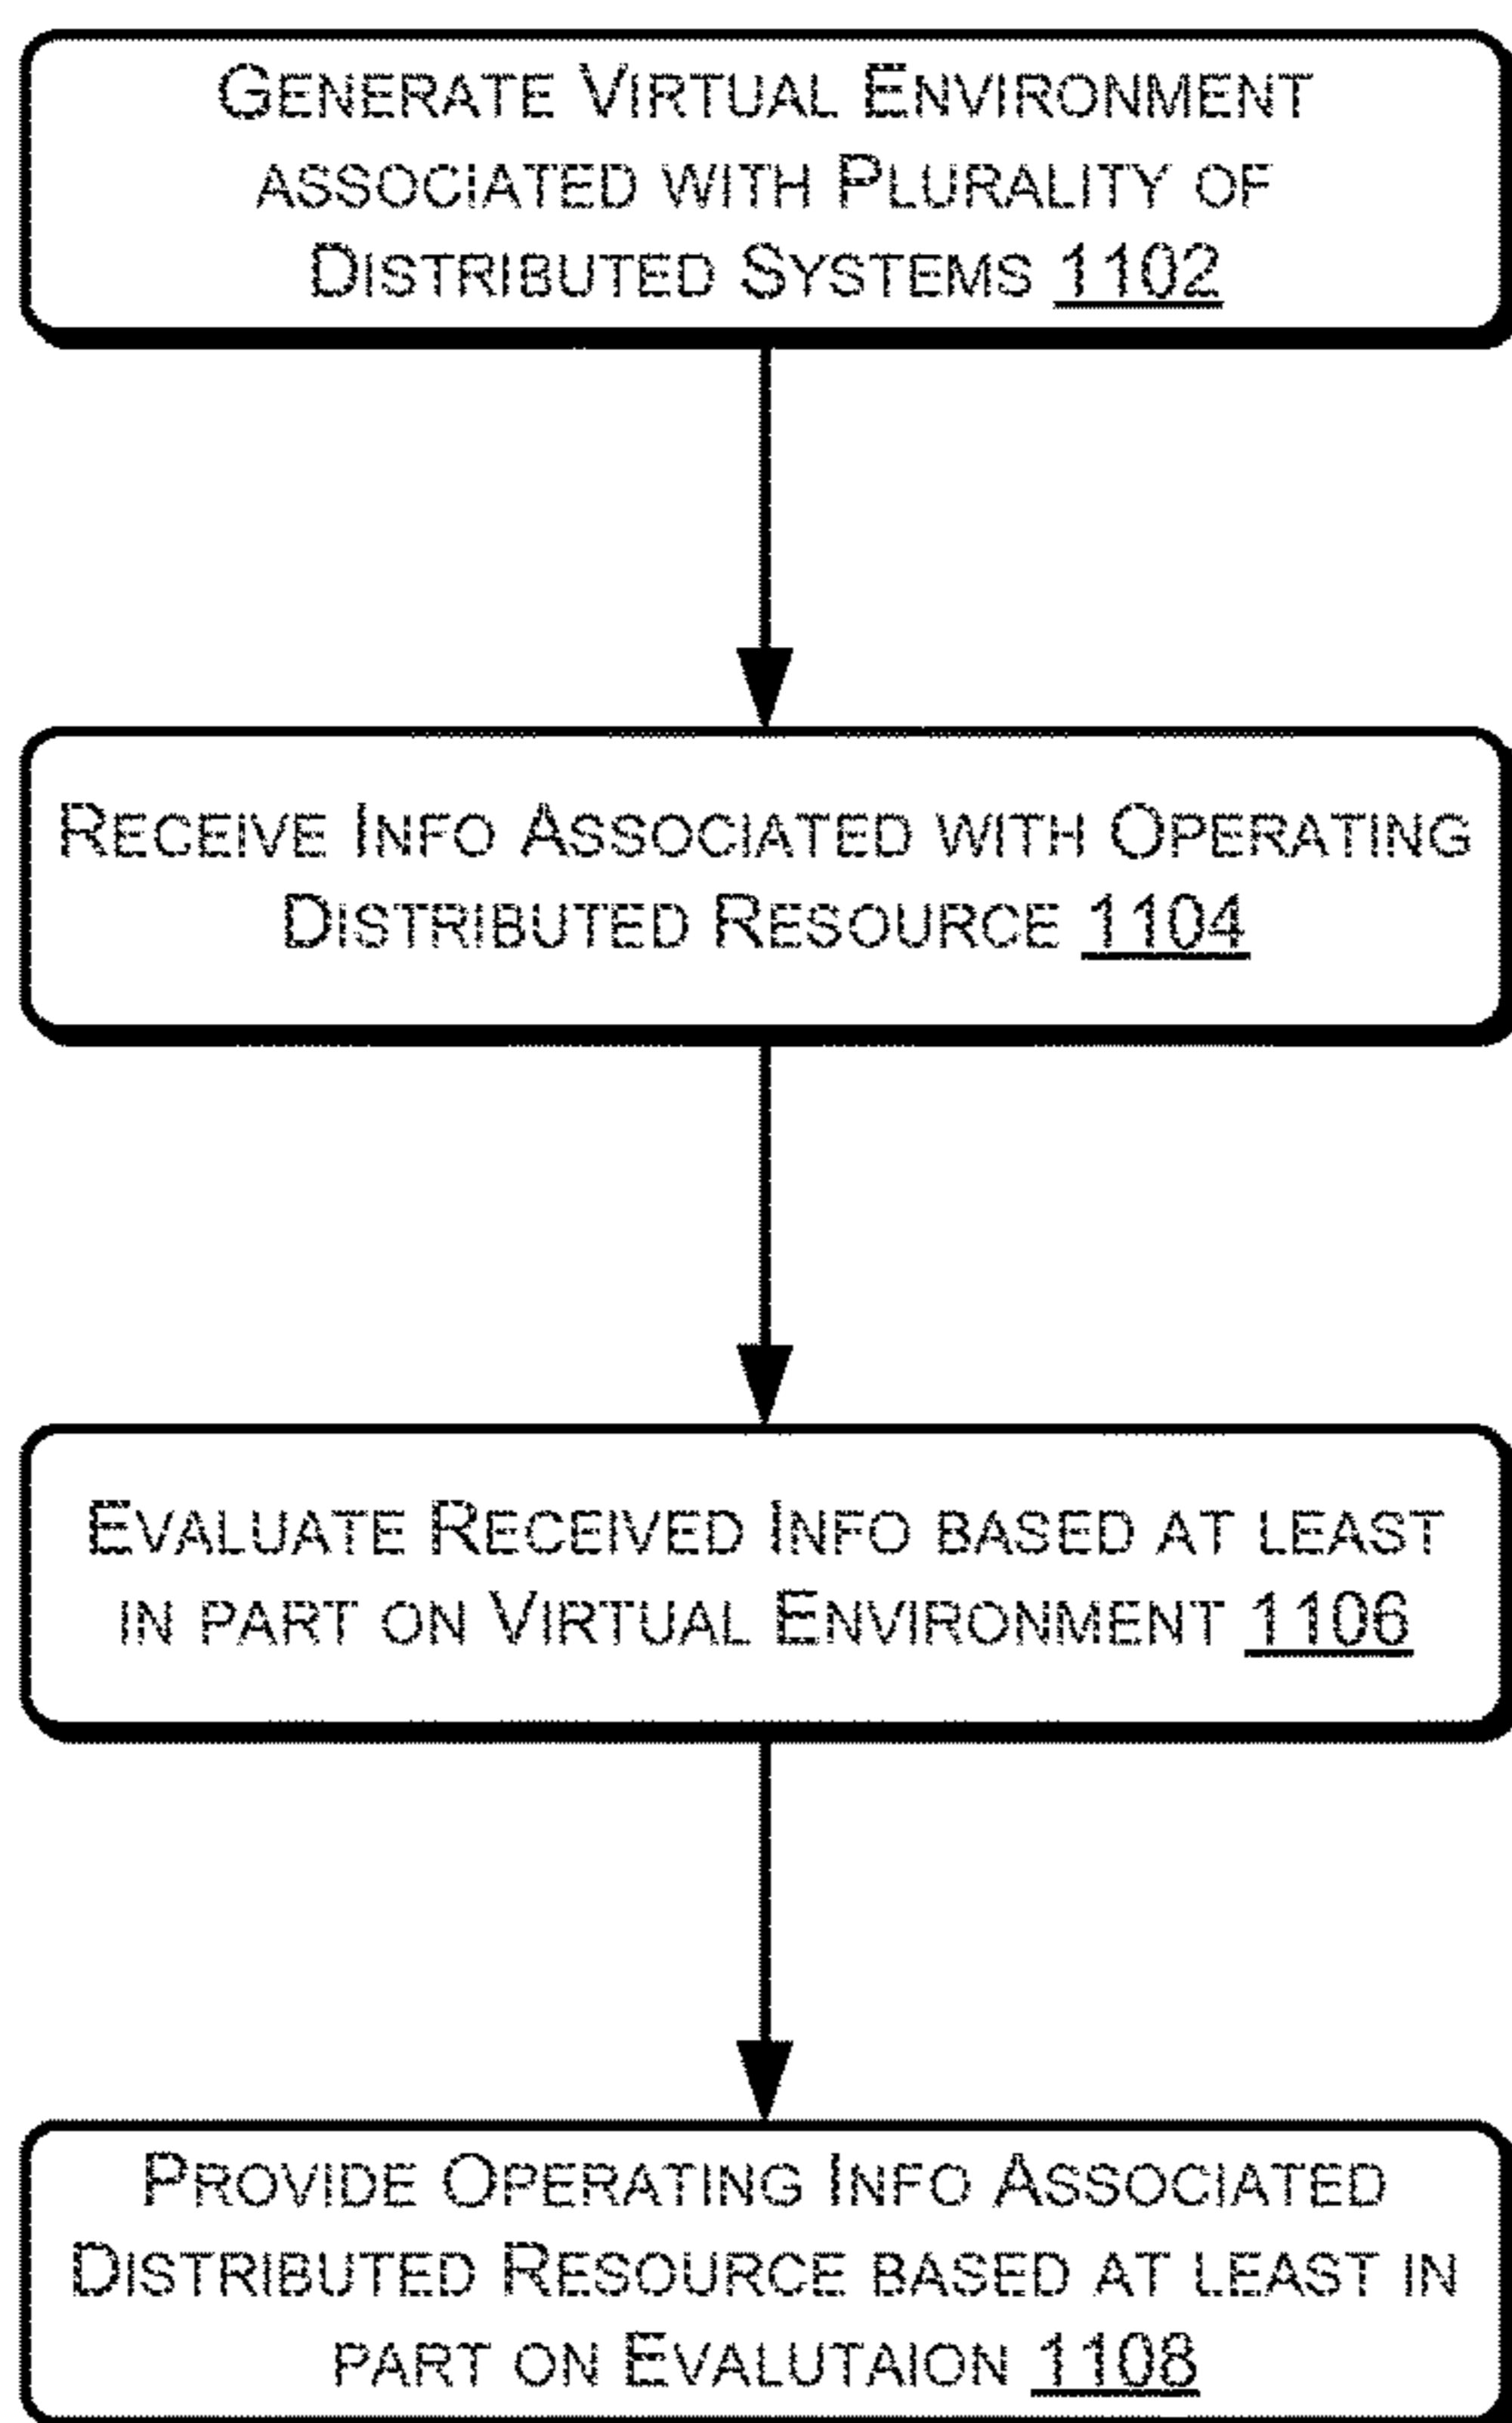 GENERATE VIRTUAL ENVIRONMENT
ASSOCIATED WITH PLURALITY OF
DISTRIBUTED SYSTEMS 1102
RECEIVE INFO ASSOCIATED WITH OPERATING
DISTRIBUTED RESOURCE 1104
EVALUATE RECEIVED INFO BASED AT LEAST
IN PART ON VIRTUAL ENVIRONMENT 1106
PROVIDE OPERATING INFO ASSOCIATED
DISTRIBUTED RESOURCE BASED AT LEAST IN
PART ON EVALUTAION 1108